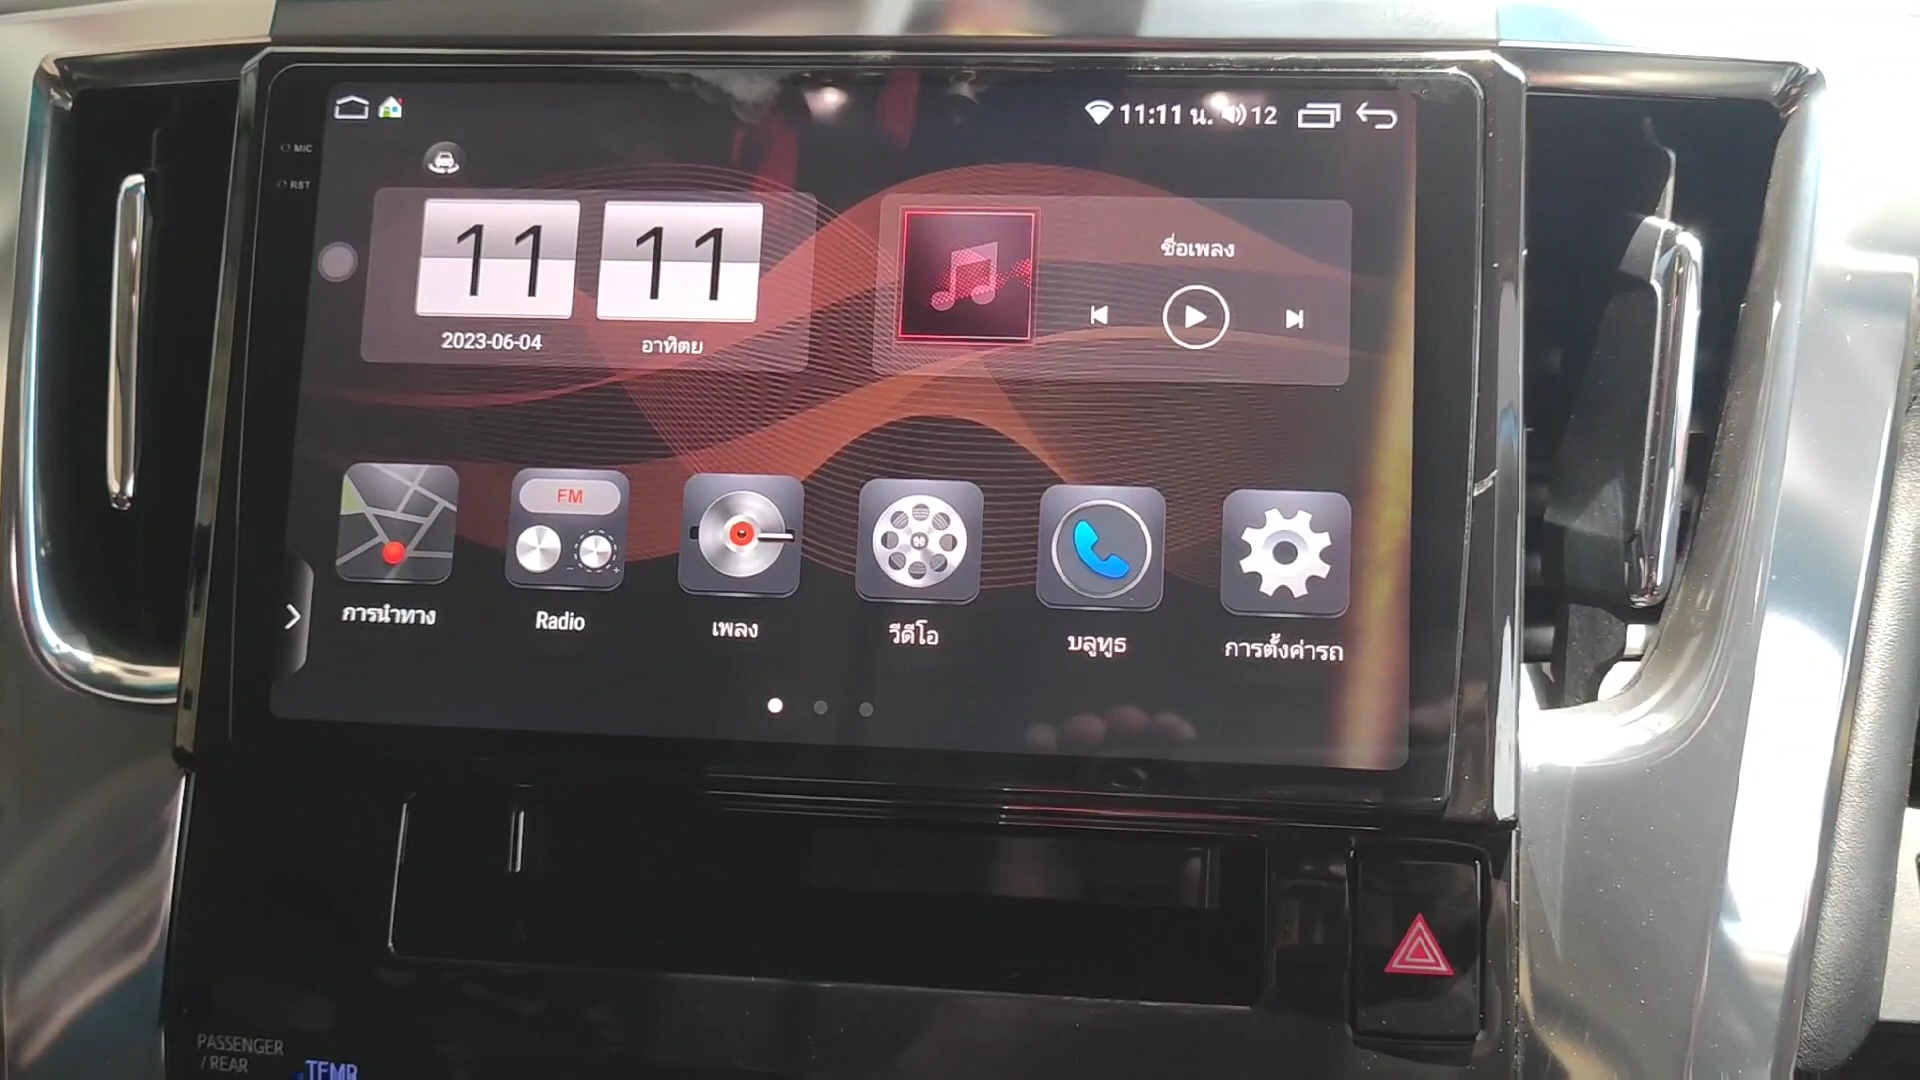 11:11 น. 12
MIC
RST
11 11
2023-06-04 อาทิตย
ชื่อเพลง
FM
การนำทาง Radio เพลง วีดีโอ บลูทูธ การตั้งค่ารถ
PASSENGER
/ REAR
TEMP